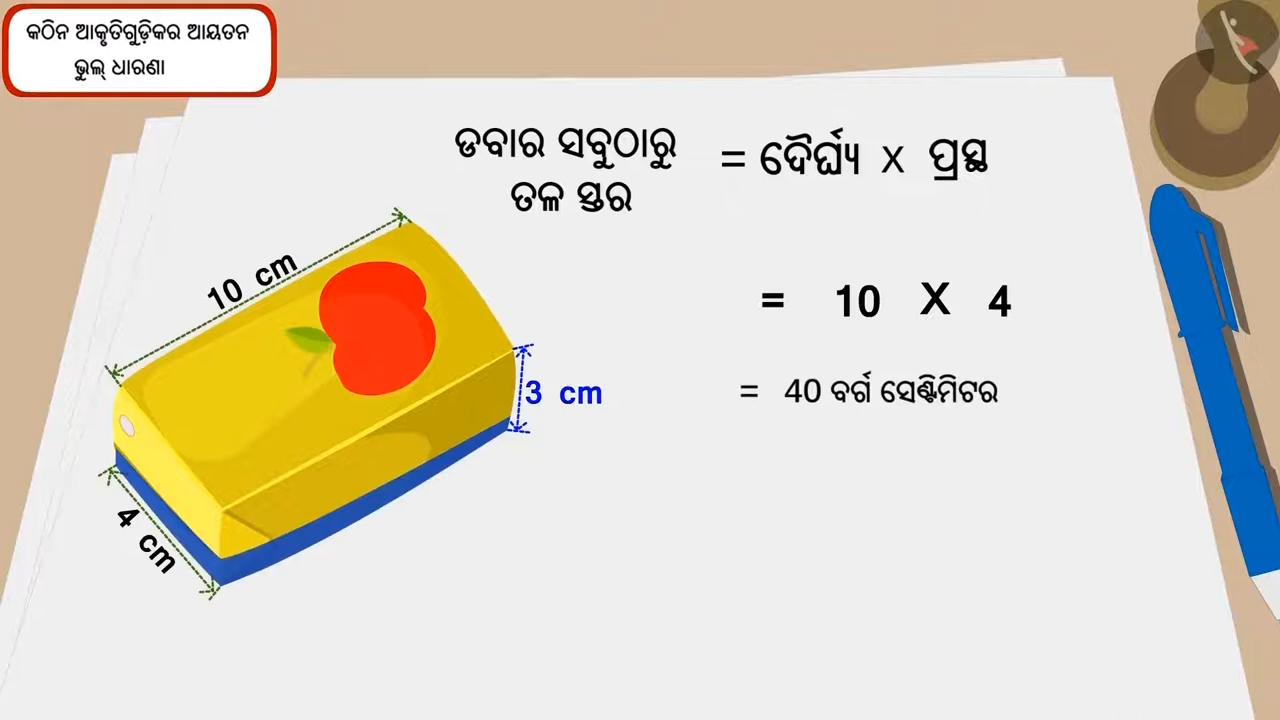 କଠିନ ଆକୃତିଗୁଡ଼ିକର ଆୟତନ
ଭୁଲ୍ ଧାରଣା
ଡବାର ସବୁଠାରୁ
ତଳ ସ୍ତର
= ଦୈର୍ଘ୍ୟ x ପ୍ରସ୍ଥ
= 10 X 4
= 40 ବର୍ଗ ସେଣ୍ଟିମିଟର
10 cm
3 cm
4 cm